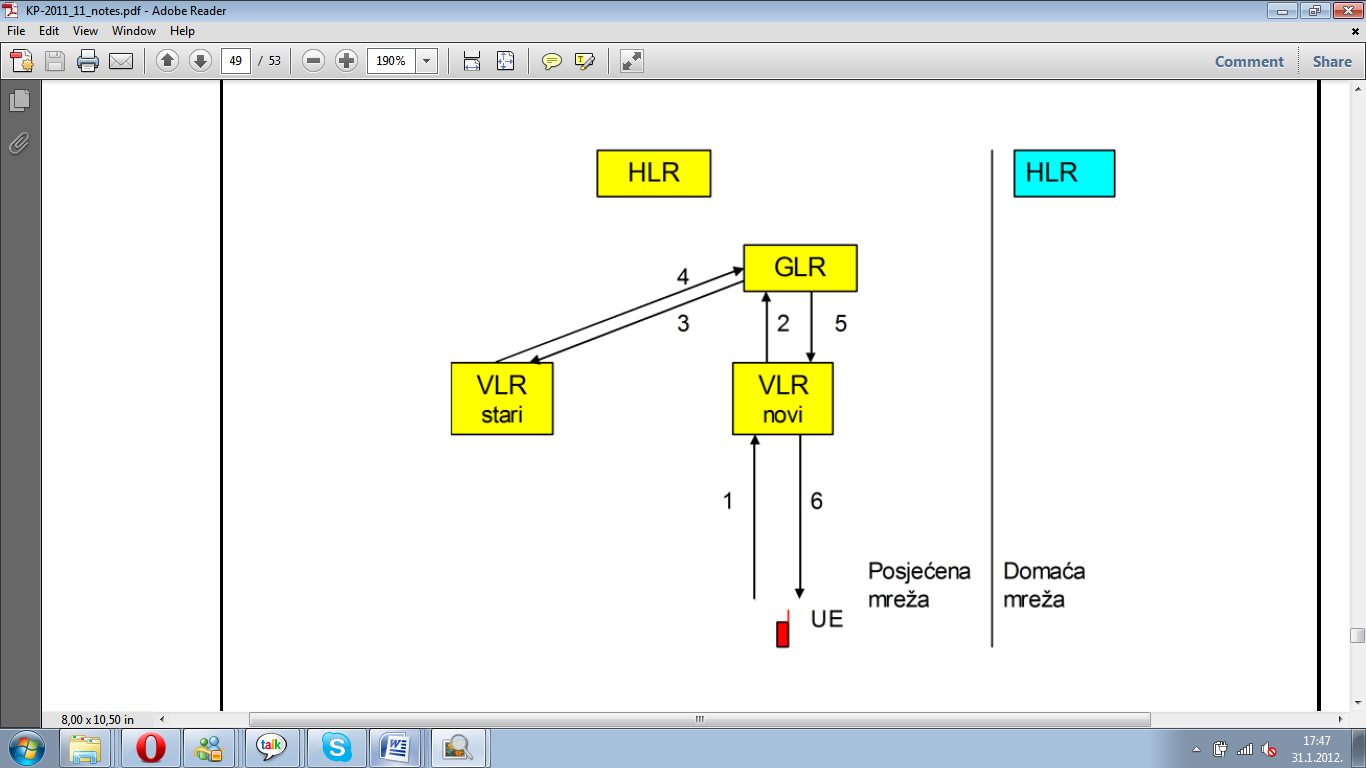 KP-2011_11_notes.pdf - Adobe Reader
File Edit View Window Help
49 / 53 190% Comment Share
HLR HLR
GLR
4
3 2 5
VLR VLR
stari novi
1 6
Posjećena Domaća
mreža mreža
UE
8,00 x 10,50 in
talk
17:47
31.1.2012.